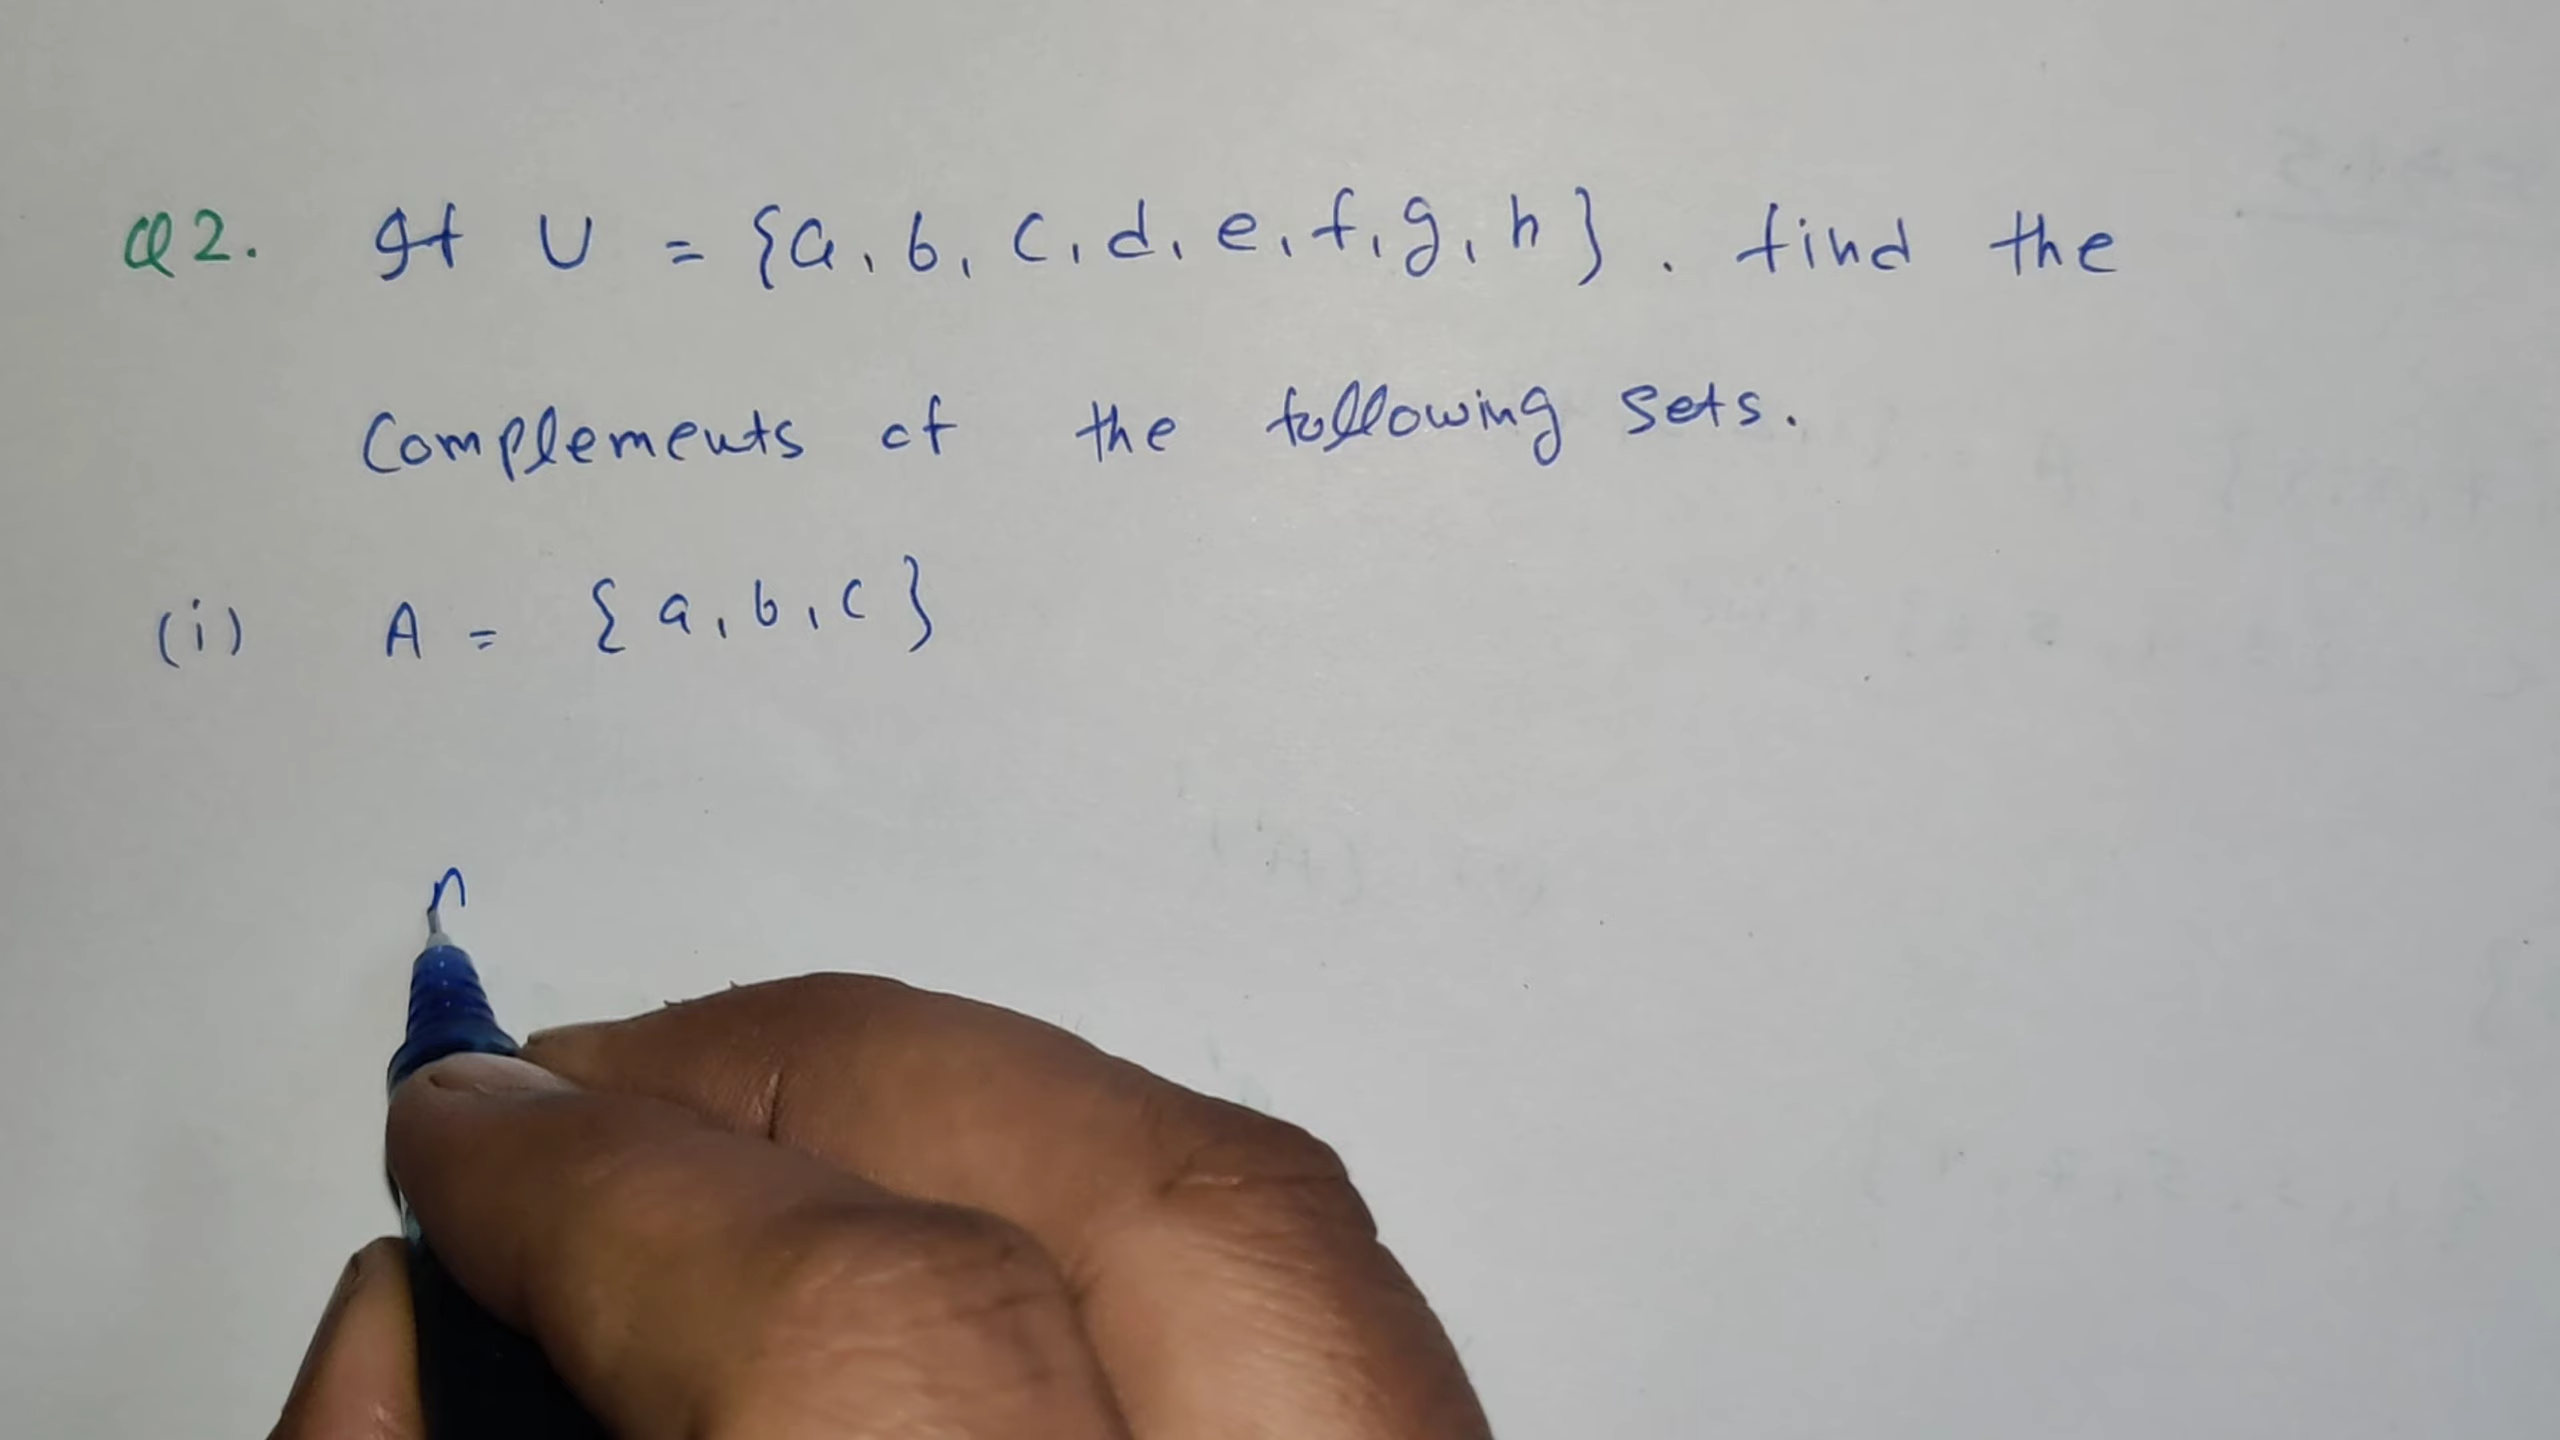 Q2. If U = {a, b, c, d, e, f, g, h}. find the
Complements of the following sets.
(i) A = {a, b, c}